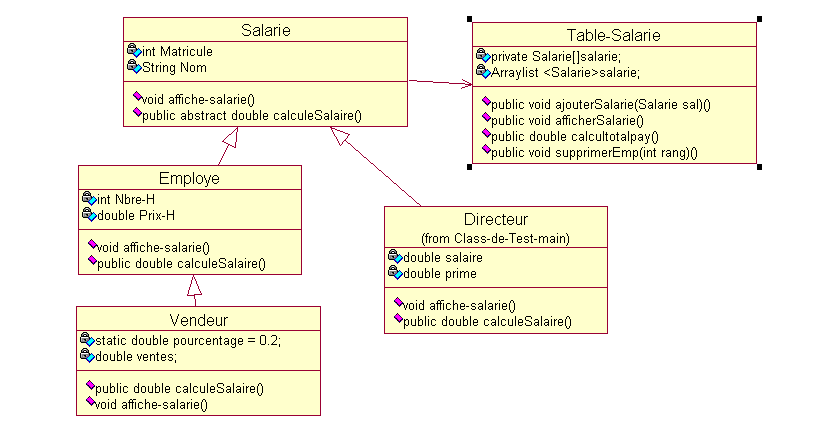 Salarie
int Matricule
String Nom
void affiche-salarie()
public abstract double calculeSalaire()
Table-Salarie
private Salarie[]salarie;
Arraylist <Salarie>salarie;
public void ajouterSalarie(Salarie sal)()
public void afficherSalarie()
public double calcultotalpay()
public void supprimerEmp(int rang)()
Employe
int Nbre-H
double Prix-H
void affiche-salarie()
public double calculeSalaire()
Directeur
(from Class-de-Test-main)
double salaire
double prime
void affiche-salarie()
public double calculeSalaire()
Vendeur
static double pourcentage = 0.2;
double ventes;
public double calculeSalaire()
void affiche-salarie()